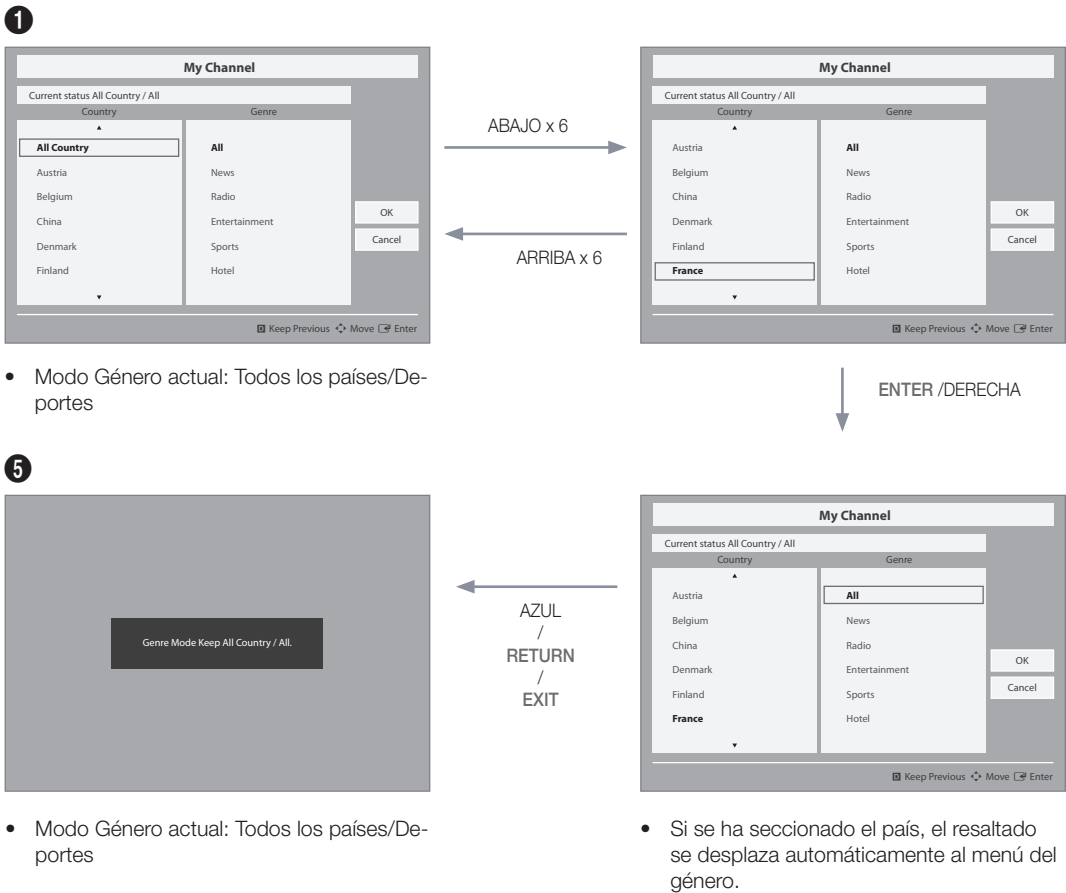 ❶
My Channel
Current status All Country / All
Country Genre
▲
All Country All
Austria News
Belgium Radio
China Entertainment
Denmark Sports
Finland Hotel
▼
OK
Cancel
D Keep Previous Move Enter
ABAJO x 6
ARRIBA x 6
My Channel
Current status All Country / All
Country Genre
▲
Austria All
Belgium News
China Radio
Denmark Entertainment
Finland Sports
France Hotel
▼
OK
Cancel
D Keep Previous Move Enter
• Modo Género actual: Todos los países/De-
portes
ENTER /DERECHA
❺
Genre Mode Keep All Country / All.
AZUL
/
RETURN
/
EXIT
My Channel
Current status All Country / All
Country Genre
▲
Austria All
Belgium News
China Radio
Denmark Entertainment
Finland Sports
France Hotel
▼
OK
Cancel
D Keep Previous Move Enter
• Modo Género actual: Todos los países/De-
portes
• Si se ha seccionado el país, el resaltado
se desplaza automáticamente al menú del
género.